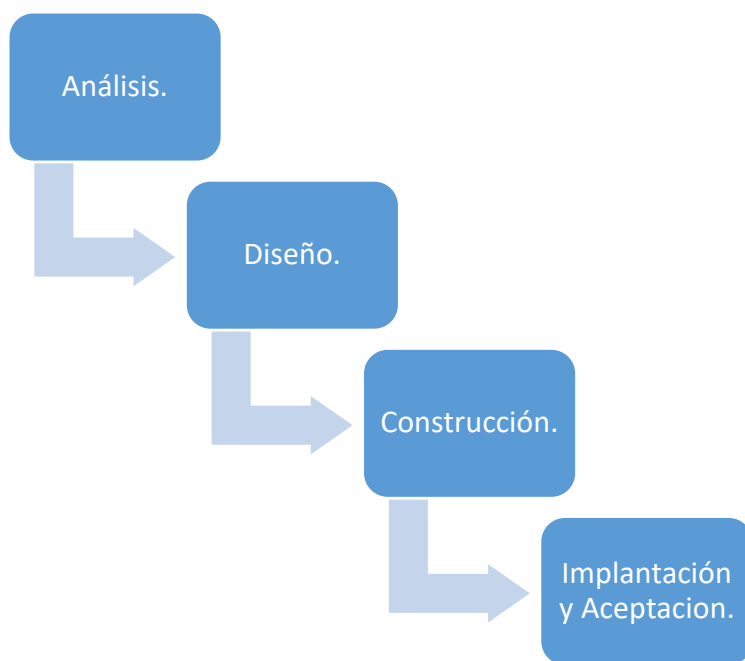 Análisis.
Diseño.
Construcción.
Implantación
y Aceptacion.